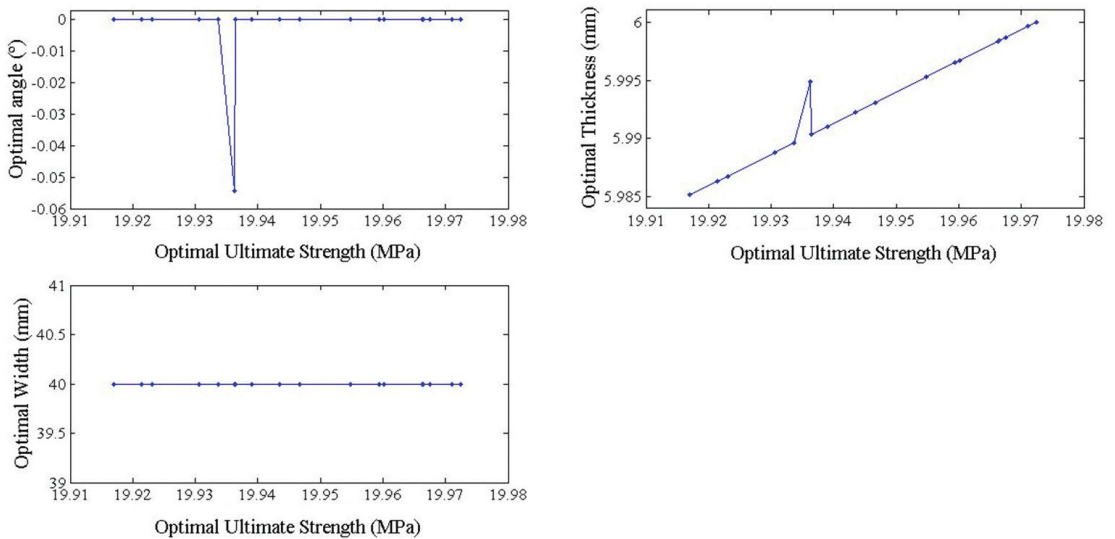 0
-0.01
-0.02
-0.03
-0.04
-0.05
-0.06
Optimal angle (°)
19.91 19.92 19.93 19.94 19.95 19.96 19.97 19.98
Optimal Ultimate Strength (MPa)
6
5.995
5.99
5.985
Optimal Thickness (mm)
19.91 19.92 19.93 19.94 19.95 19.96 19.97 19.98
Optimal Ultimate Strength (MPa)
41
40.5
40
39.5
39
Optimal Width (mm)
19.91 19.92 19.93 19.94 19.95 19.96 19.97 19.98
Optimal Ultimate Strength (MPa)